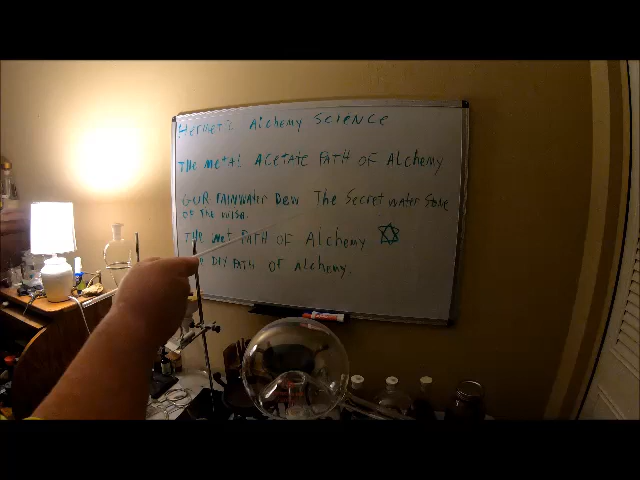 Hermetic Alchemy Science
The Metal Acetate Path of Alchemy
Our Rainwater Dew The Secret water Stone
of the wise.
The wet Path of Alchemy
Dry Path of Alchemy.